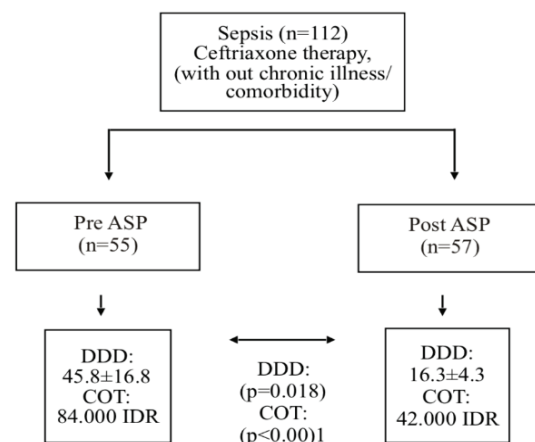 Sepsis (n=112)
Ceftriaxone therapy,
(with out chronic illness/
comorbidity)
Pre ASP
(n=55)
Post ASP
(n=57)
DDD:
45.8±16.8
COT:
84.000 IDR
DDD:
(p=0.018)
COT:
(p<0.00)1
DDD:
16.3±4.3
COT:
42.000 IDR